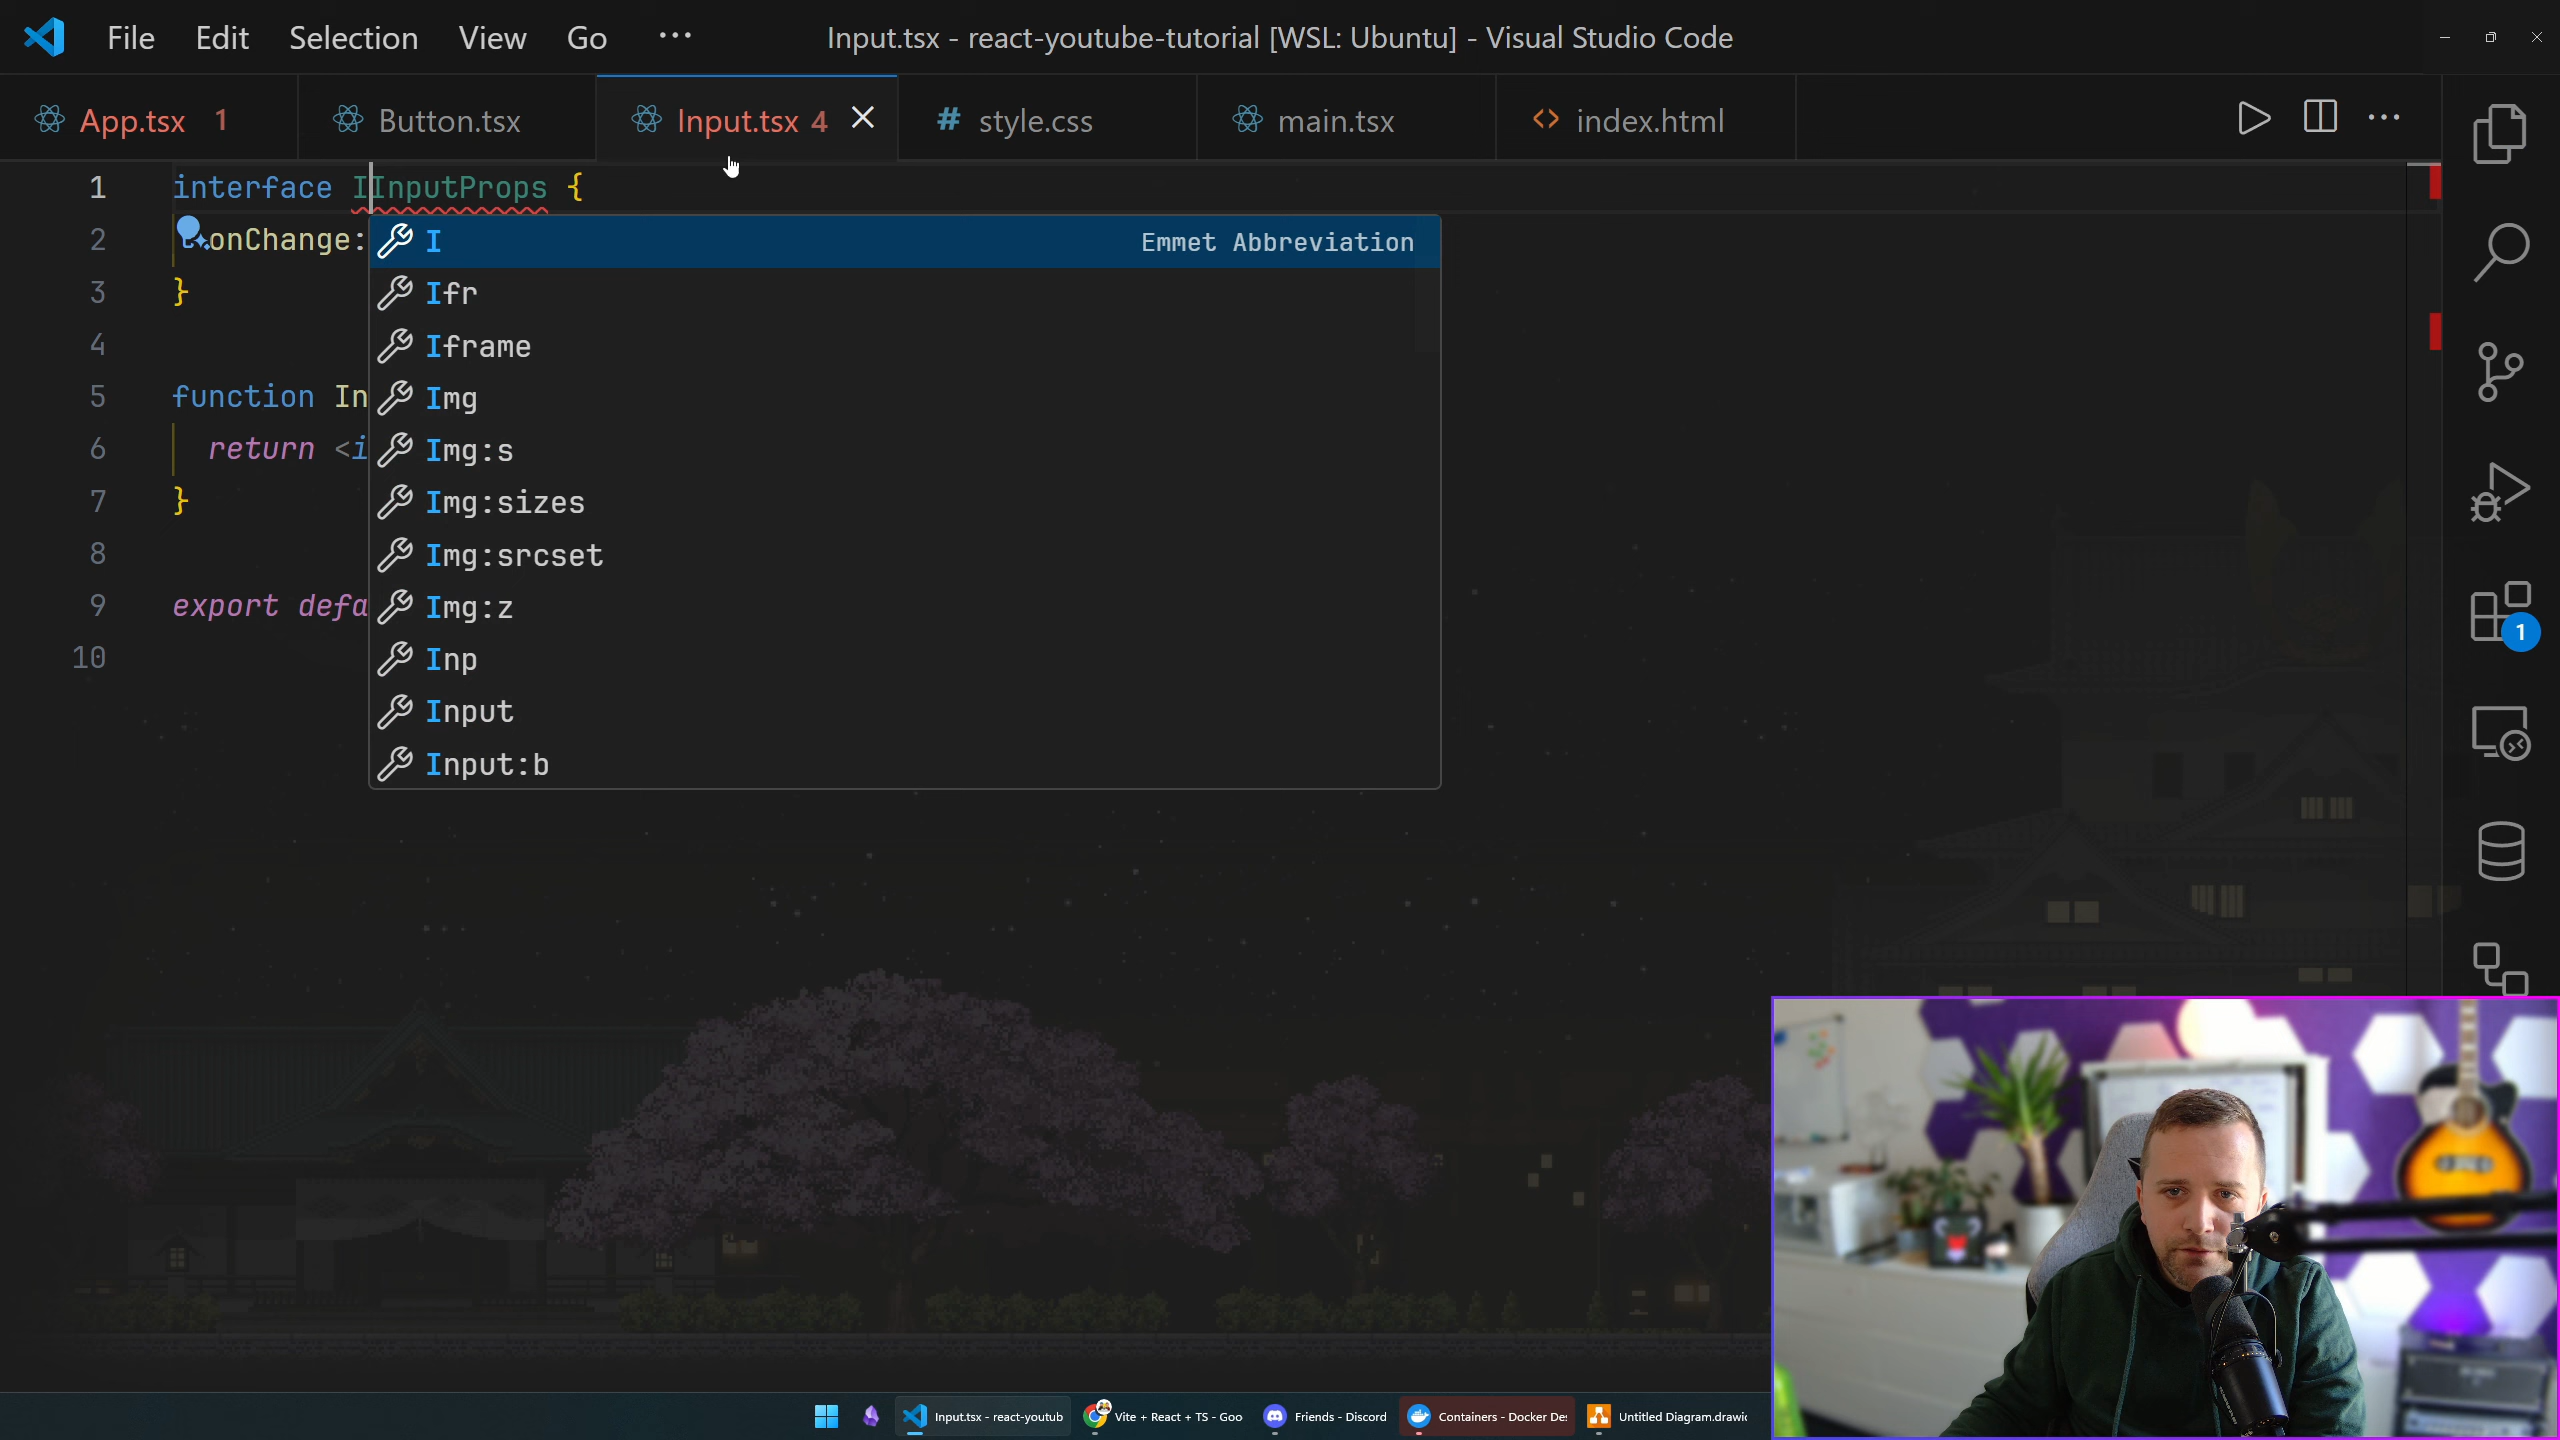 File Edit Selection View Go ···
Input.tsx - react-youtube-tutorial [WSL: Ubuntu] - Visual Studio Code
App.tsx 1
Button.tsx
Input.tsx 4
# style.css
main.tsx
<> index.html
1 interface IInputProps {
2 onChange:
3 }
4
5 function In
6 return <i
7 }
8
9 export defa
10
I Emmet Abbreviation
Ifr
Iframe
Img
Img:s
Img:sizes
Img:srcset
Img:z
Inp
Input
Input:b
1
Input.tsx - react-youtub
Vite + React + TS - Goo
Friends - Discord
Containers - Docker De
Untitled Diagram.drawi